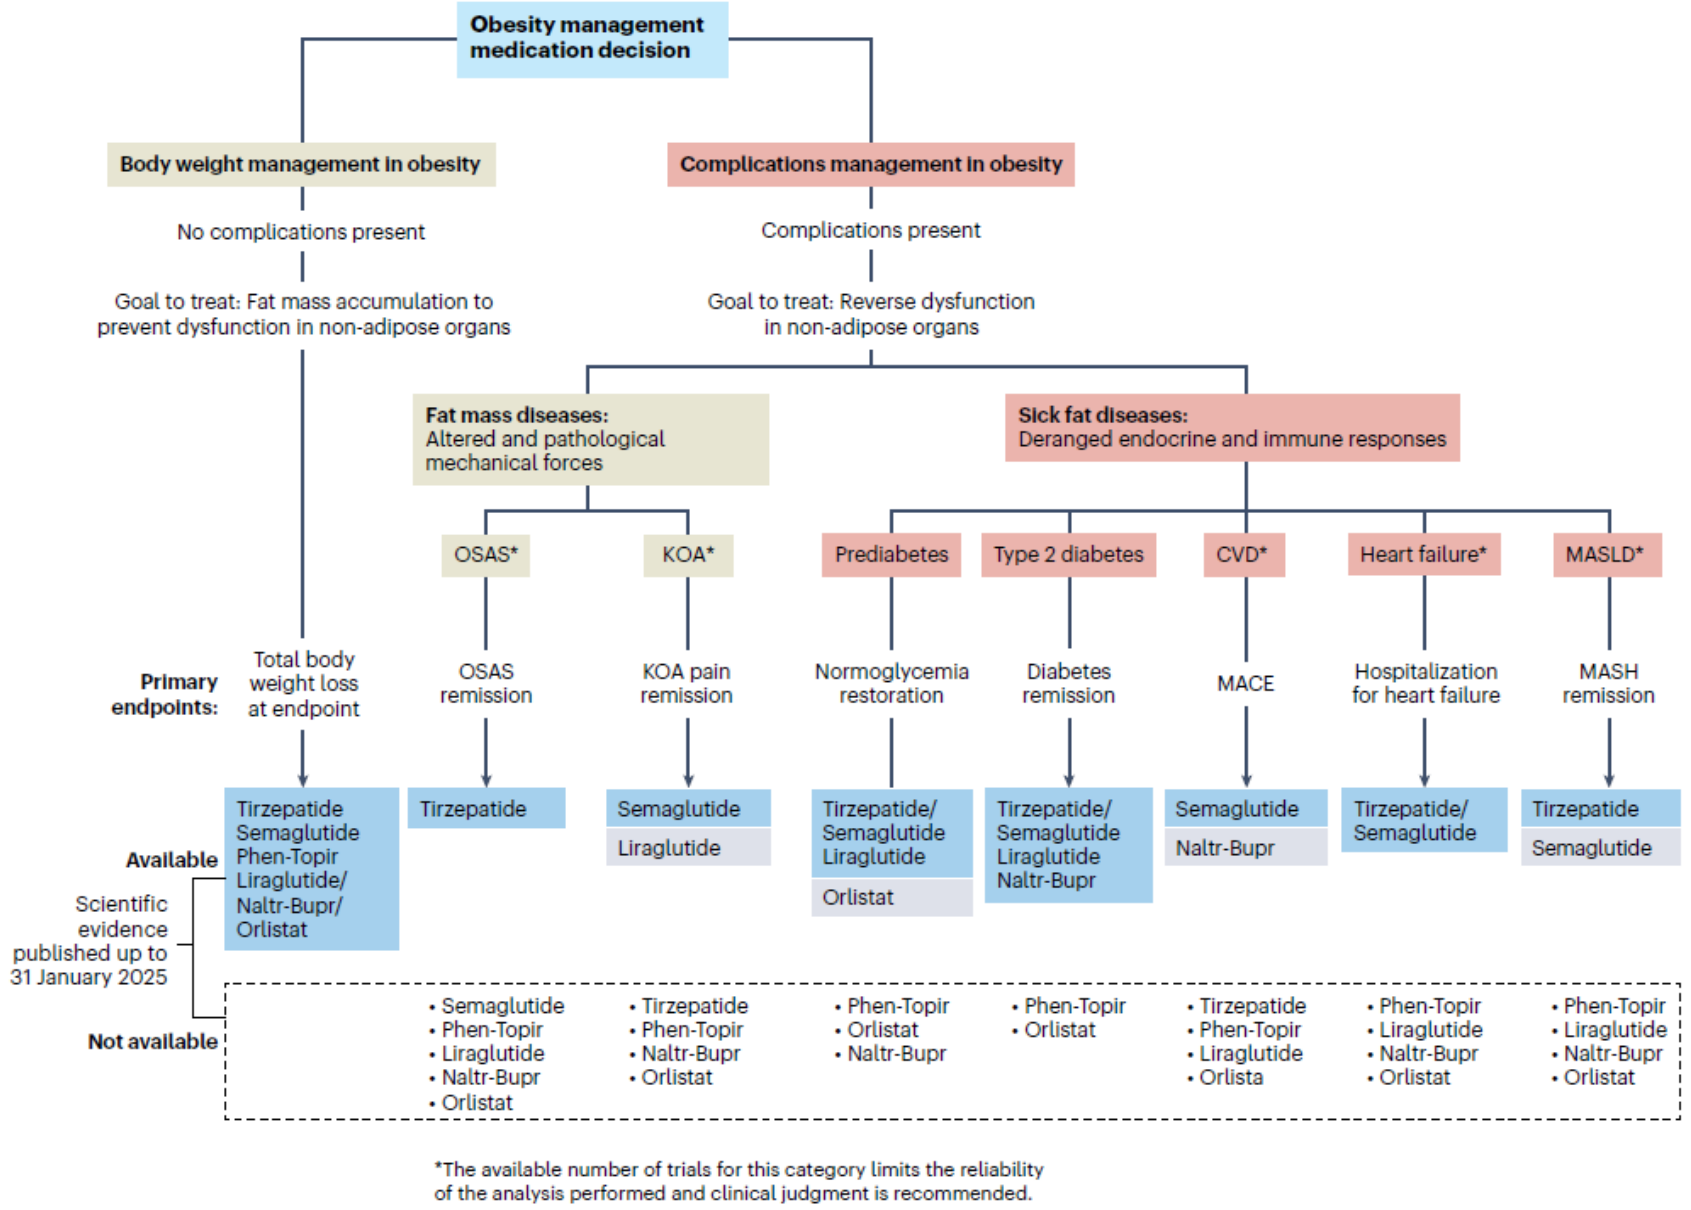 Obesity management
medication decision
Body weight management in obesity
Complications management in obesity
No complications present
Complications present
Goal to treat: Fat mass accumulation to
prevent dysfunction in non-adipose organs
Goal to treat: Reverse dysfunction
in non-adipose organs
Fat mass diseases:
Altered and pathological
mechanical forces
Sick fat diseases:
Deranged endocrine and immune responses
OSAS*
KOA*
Prediabetes
Type 2 diabetes
CVD*
Heart failure*
MASLD*
Primary
endpoints:
Total body
weight loss
at endpoint
OSAS
remission
KOA pain
remission
Normoglycemia
restoration
Diabetes
remission
MACE
Hospitalization
for heart failure
MASH
remission
Available
Tirzepatide
Semaglutide
Phen-Topir
Liraglutide/
Naltr-Bupr/
Orlistat
Tirzepatide
Semaglutide
Liraglutide
Tirzepatide/
Semaglutide
Liraglutide
Orlistat
Tirzepatide/
Semaglutide
Liraglutide
Naltr-Bupr
Semaglutide
Naltr-Bupr
Tirzepatide/
Semaglutide
Tirzepatide
Semaglutide
Scientific
evidence
published up to
31 January 2025
Not available
• Semaglutide
• Phen-Topir
• Liraglutide
• Naltr-Bupr
• Orlistat
• Tirzepatide
• Phen-Topir
• Naltr-Bupr
• Orlistat
• Phen-Topir
• Orlistat
• Naltr-Bupr
• Phen-Topir
• Orlistat
• Tirzepatide
• Phen-Topir
• Liraglutide
• Orlista
• Phen-Topir
• Liraglutide
• Naltr-Bupr
• Orlistat
• Phen-Topir
• Liraglutide
• Naltr-Bupr
• Orlistat
*The available number of trials for this category limits the reliability
of the analysis performed and clinical judgment is recommended.